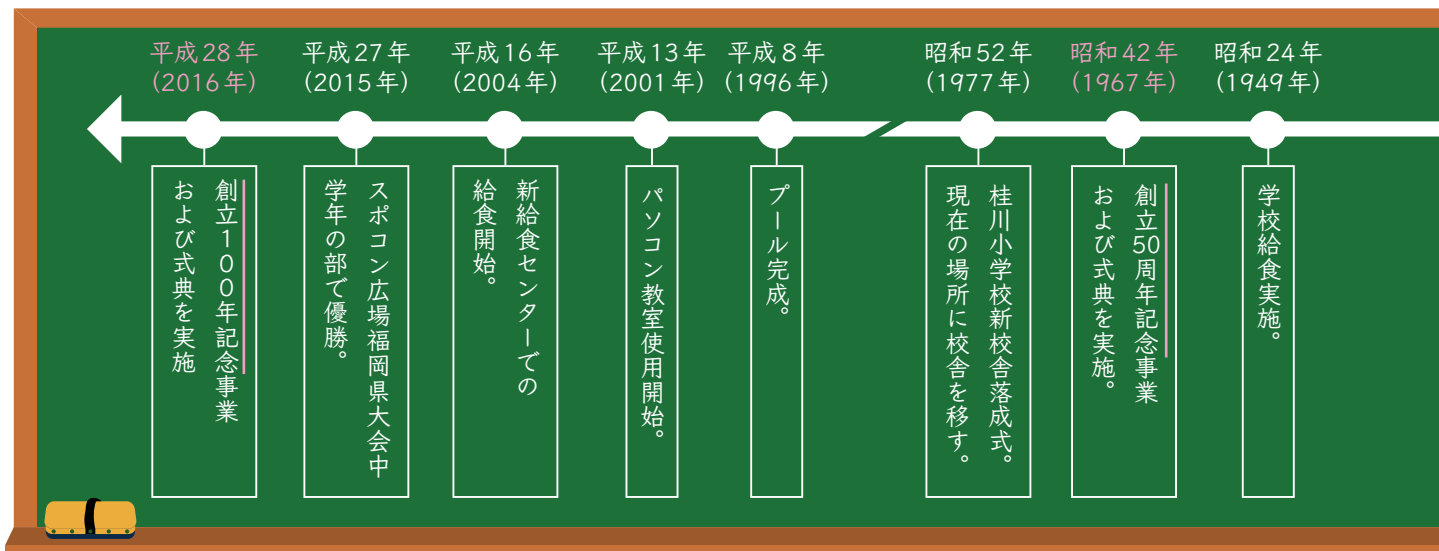 昭和24年
(1949年)
学校給食実施。
昭和42年
(1967年)
創立50周年記念事業
および式典を実施。
昭和52年
(1977年)
桂川小学校新校舎落成式。
現在の場所に校舎を移す。
平成8年
(1996年)
プール完成。
平成13年
(2001年)
パソコン教室使用開始。
平成16年
(2004年)
新給食センターでの
給食開始。
平成27年
(2015年)
スポコン広場福岡県大会中
学年の部で優勝。
平成28年
(2016年)
創立100年記念事業
および式典を実施